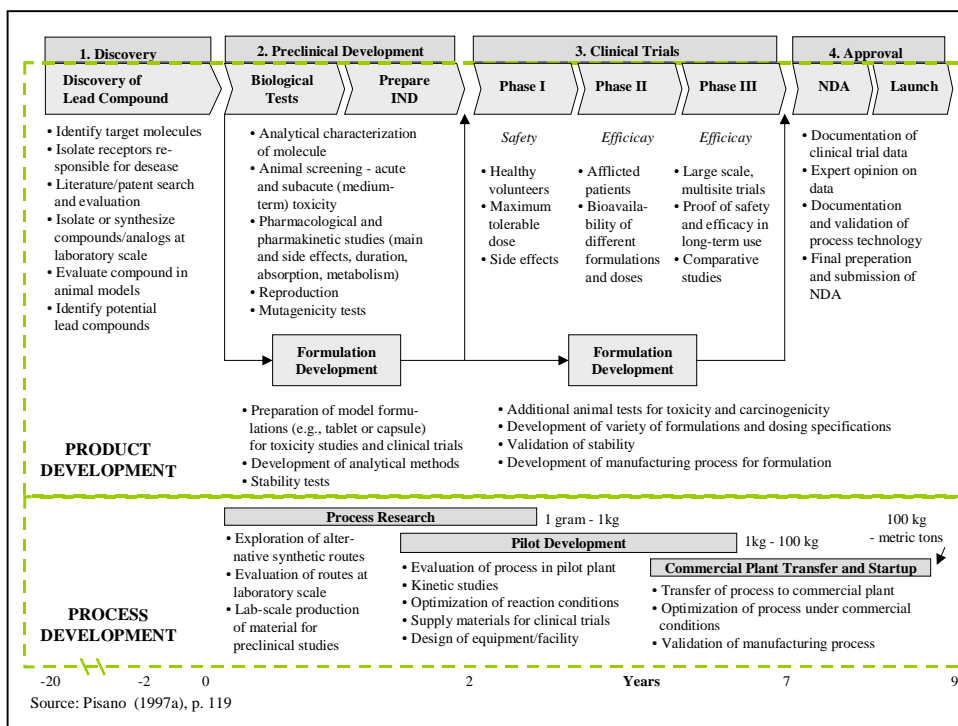 1. Discovery
2. Preclinical Development
3. Clinical Trials
4. Approval
Discovery of
Lead Compound
Biological
Tests
Prepare
IND
Phase I
Phase II
Phase III
NDA
Launch
• Identify target molecules
• Isolate receptors re-
sponsible for desease
• Literature/patent search
and evaluation
• Isolate or synthesize
compounds/analogs at
laboratory scale
• Evaluate compound in
animal models
• Identify potential
lead compounds
• Analytical characterization
of molecule
• Animal screening - acute
and subacute (medium-
term) toxicity
• Pharmacological and
pharmakinetic studies (main
and side effects, duration,
absorption, metabolism)
• Reproduction
• Mutagenicity tests
Safety
• Healthy
volunteers
• Maximum
tolerable
dose
• Side effects
Efficicay
• Afflicted
patients
• Bioavaila-
bility of
different
formulations
and doses
Efficicay
• Large scale,
multisite trials
• Proof of safety
and efficacy in
long-term use
• Comparative
studies
• Documentation of
clinical trial data
• Expert opinion on
data
• Documentation
and validation of
process technology
• Final preperation
and submission of
NDA
Formulation
Development
Formulation
Development
• Preparation of model formu-
lations (e.g., tablet or capsule)
for toxicity studies and clinical trials
• Development of analytical methods
• Stability tests
• Additional animal tests for toxicity and carcinogenicity
• Development of variety of formulations and dosing specifications
• Validation of stability
• Development of manufacturing process for formulation
PRODUCT
DEVELOPMENT
Process Research
1 gram - 1kg
• Exploration of alter-
native synthetic routes
• Evaluation of routes at
laboratory scale
• Lab-scale production
of material for
preclinical studies
Pilot Development
1kg - 100 kg
• Evaluation of process in pilot plant
• Kinetic studies
• Optimization of reaction conditions
• Supply materials for clinical trials
• Design of equipment/facility
100 kg
- metric tons
Commercial Plant Transfer and Startup
• Transfer of process to commercial plant
• Optimization of process under commercial
conditions
• Validation of manufacturing process
PROCESS
DEVELOPMENT
-20 -2 0 2 Years 7 9
Source: Pisano (1997a), p. 119